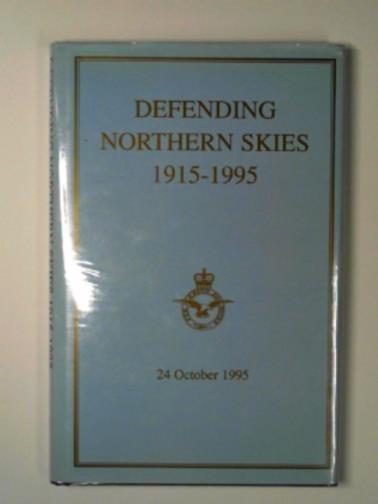 DEFENDING
NORTHERN SKIES
1915-1995
24 October 1995